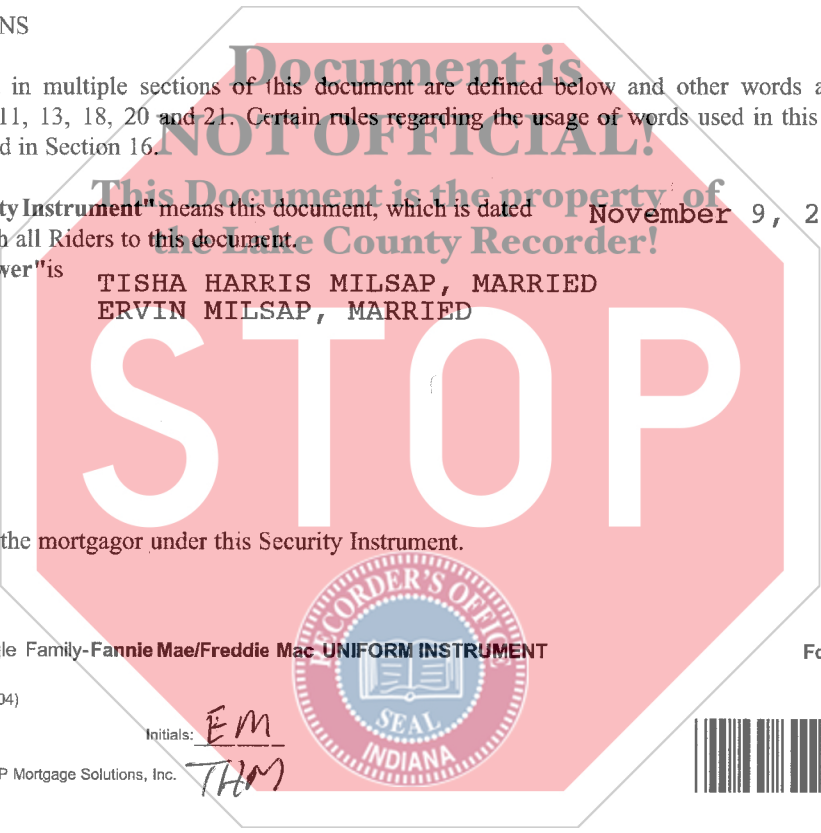 NS
Document is
in multiple sections of this document are defined below and other words a
11, 13, 18, 20 and 21. Certain rules regarding the usage of words used in this
NOT OFFICIAL!
d in Section 16.
This Document is the property of
ty Instrument" means this document, which is dated November 9, 2
h all Riders to this document.
the Lake County Recorder!
wer" is
TISHA HARRIS MILSAP, MARRIED
ERVIN MILSAP, MARRIED
STOP
the mortgagor under this Security Instrument.
RECORDER'S OFFICE
SEAL
INDIANA
le Family-Fannie Mae/Freddie Mac UNIFORM INSTRUMENT Fo
04)
Initials: EM
P Mortgage Solutions, Inc. THM